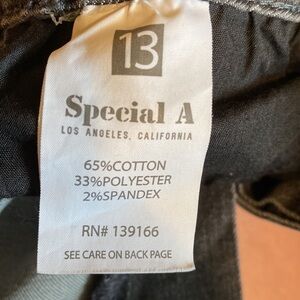 13
Special A
LOS ANGELES, CALIFORNIA
65%COTTON
33%POLYESTER
2%SPANDEX
RN# 139166
SEE CARE ON BACK PAGE